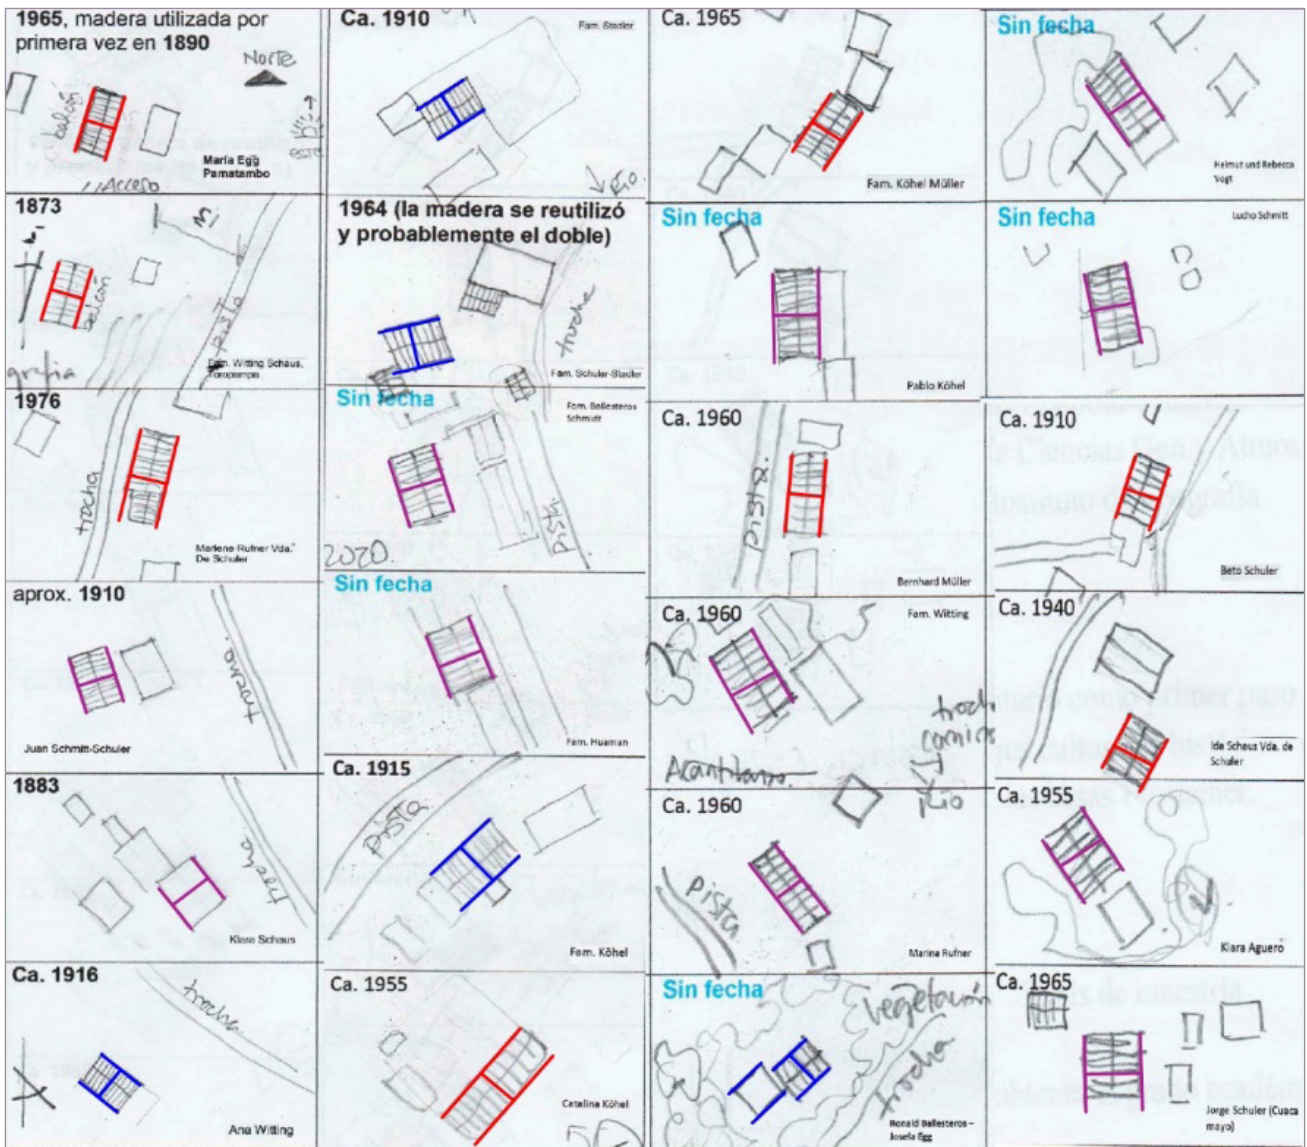 1965, madera utilizada por
primera vez en 1890
Norte
balcón
María Egg
Pamatambo
Acceso
1873
balcón
pista
Fam. Witting Schaus,
grafia
1976
trocha
Marlene Rufner Vda.
De Schuler
aprox. 1910
trocha
Juan Schmitt-Schuler
1883
trocha
Klara Schaus
Ca. 1916
trocha
Ana Witting
Ca. 1910
Fam. Stadler
Río
1964 (la madera se reutilizó
y probablemente el doble)
trocha
Fam. Schuler-Stadler
Sin fecha
Fam. Ballesteros
Schmidt
pista
2020
Sin fecha
Fam. Huaman
Ca. 1915
pista
Fam. Köhel
Ca. 1955
Catalina Köhel
Ca. 1965
Fam. Köhel Müller
Sin fecha
Pablo Köhel
Ca. 1960
pista
Bernhard Müller
Ca. 1960
Fam. Witting
Río
Ca. 1960
pista
Marina Rufner
Sin fecha
vegetación
trocha
Ronald Ballesteros –
Josela Egg
Sin fecha
Helmut und Rebecca
Vogt
Sin fecha
Lucho Schmitt
Ca. 1910
Beto Schuler
Ca. 1940
Ida Schaus Vda. de
Schuler
Ca. 1955
Klara Aguero
Ca. 1965
Jorge Schuler (Cuaca
mayo)